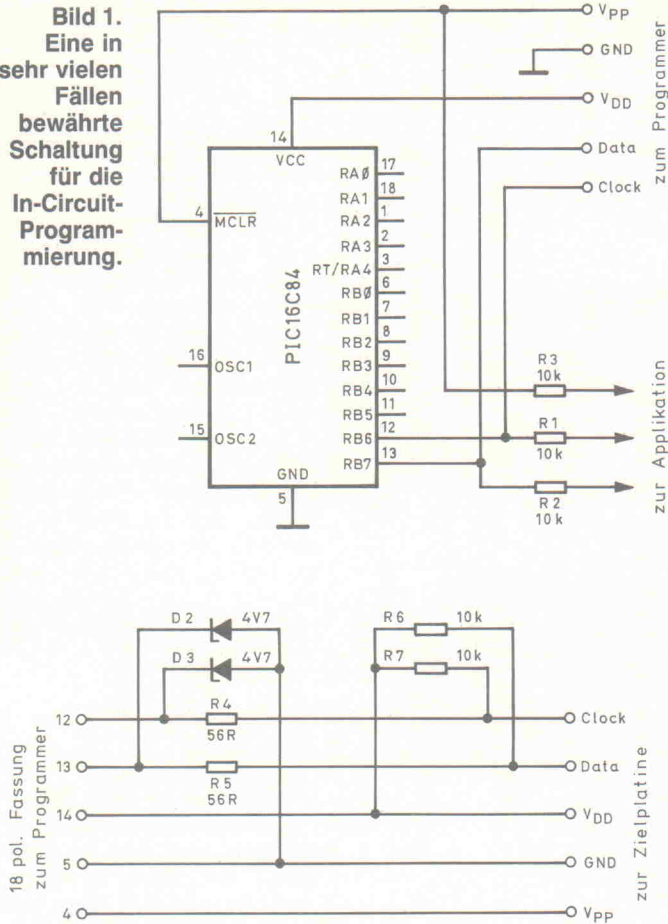 Bild 1.
Eine in
sehr vielen
Fällen
bewährte
Schaltung
für die
In-Circuit-
Program-
mierung.
VPP
GND
VDD
Data
Clock
zum Programmer
14
VCC
4 MCLR
16 OSC1
15 OSC2
PIC16C84
RAØ 17
RA1 18
RA2 1
RA3 2
RT/RA4 3
RBØ 6
RB1 7
RB2 8
RB3 9
RB4 10
RB5 11
RB6 12
RB7 13
GND
5
R3
10k
R1
10k
R2
10k
zur Applikation
D2 4V7
D3 4V7
R4
56R
R5
56R
R6 10k
R7 10k
12
13
14
5
4
18 pol. Fassung
zum Programmer
Clock
Data
VDD
GND
VPP
zur Zielplatine